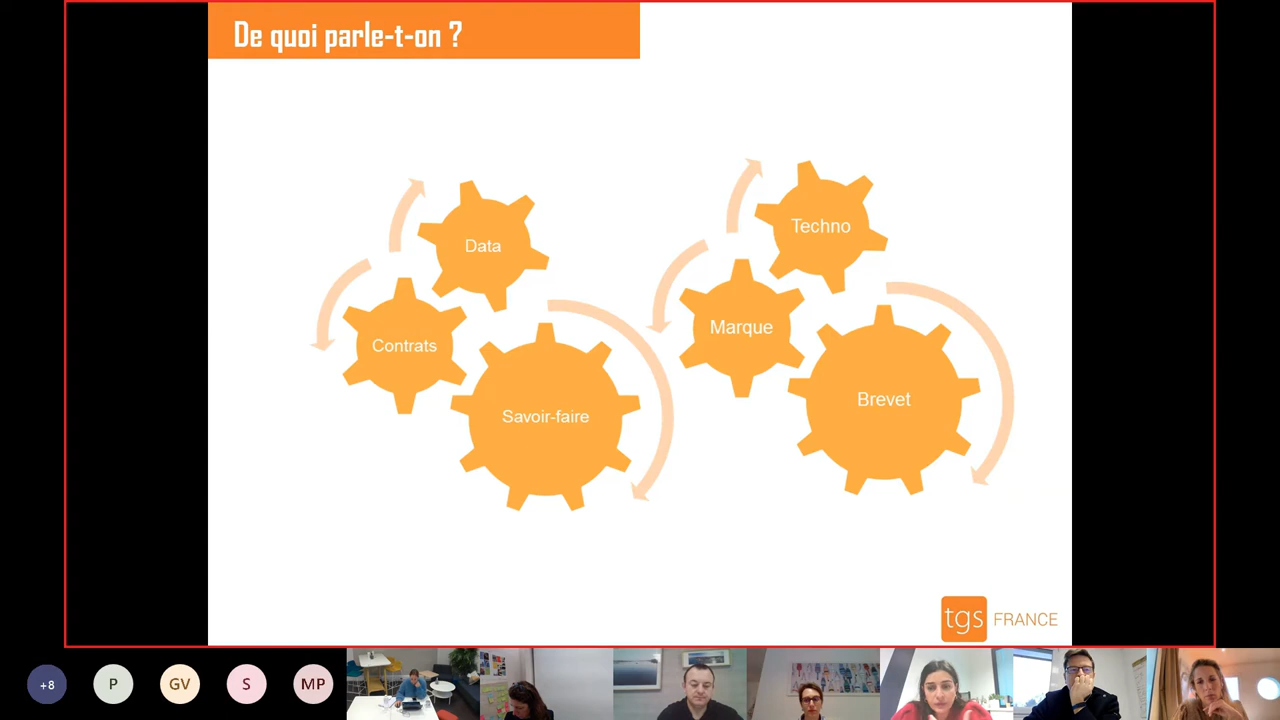 De quoi parle-t-on ?
Data
Contrats
Savoir-faire
Techno
Marque
Brevet
tgs FRANCE
+8
P
GV
S
MP